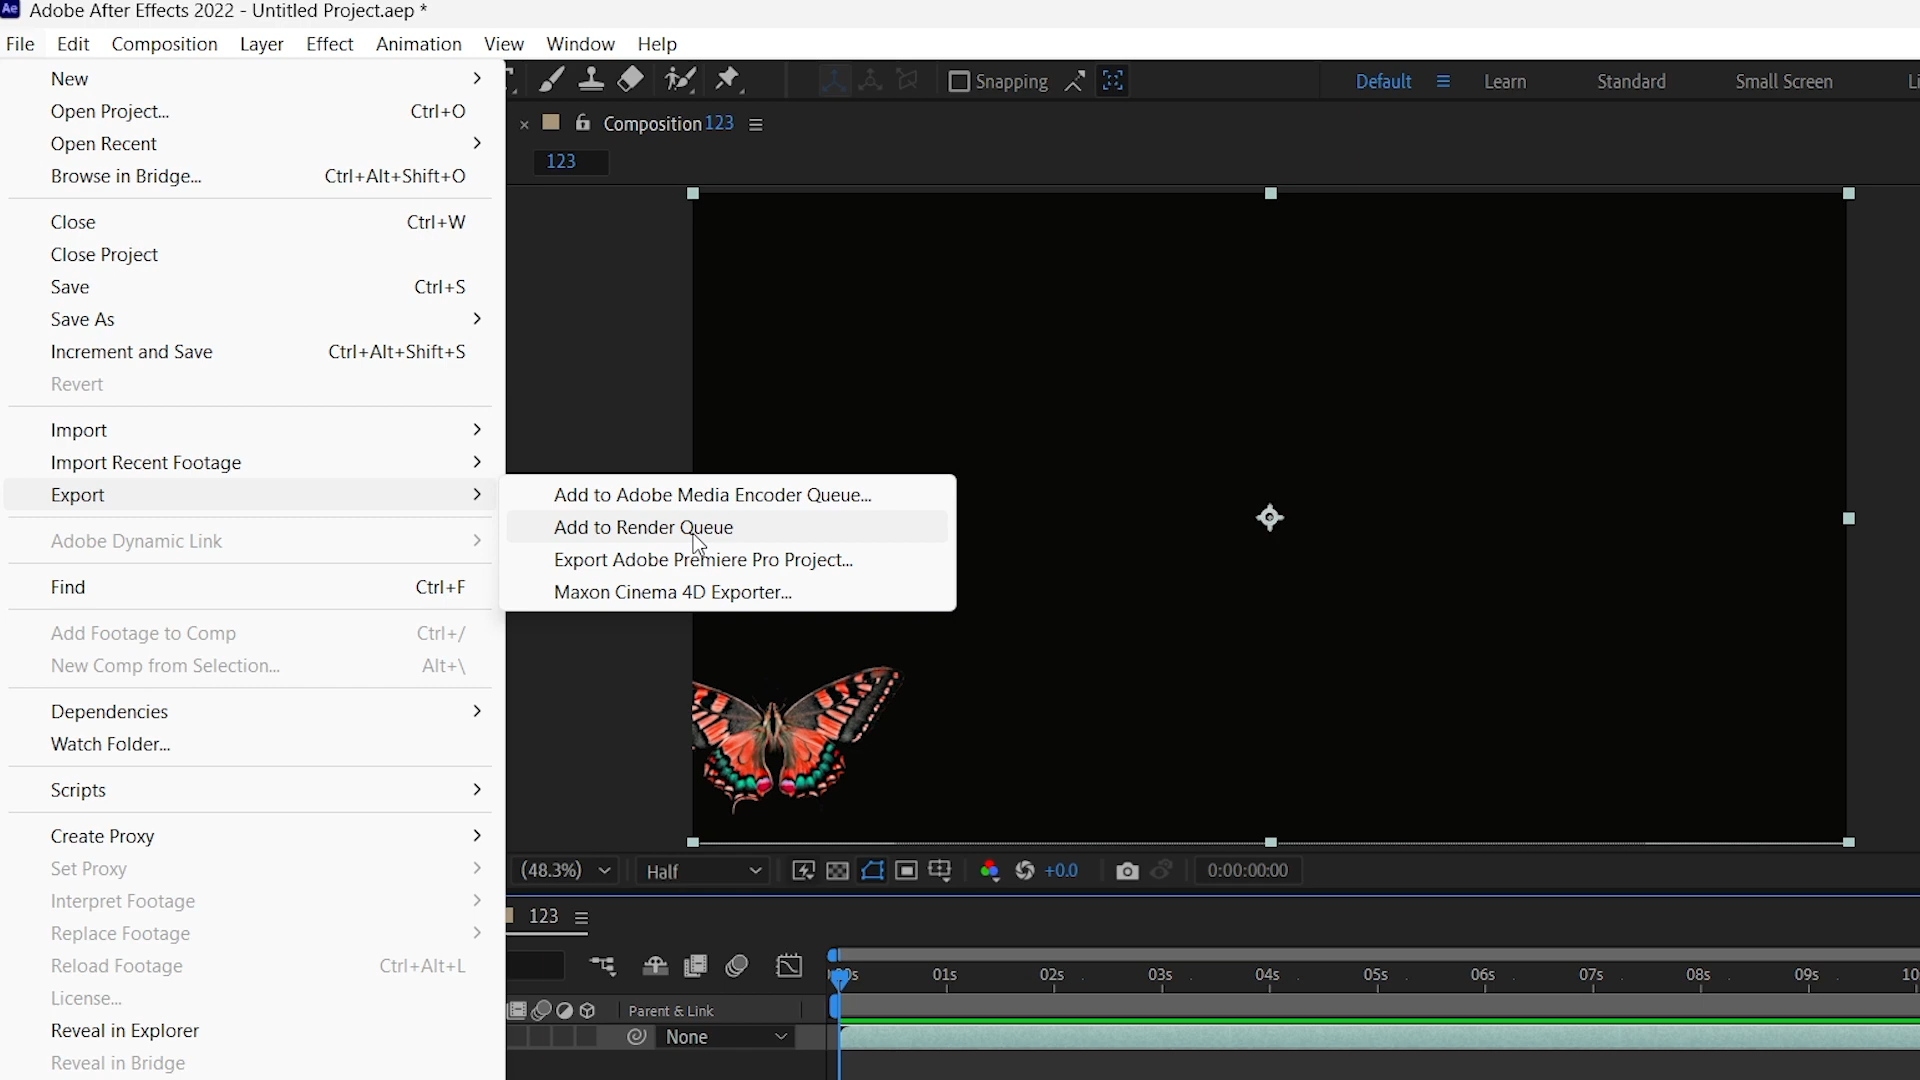 Ae Adobe After Effects 2022 - Untitled Project.aep *
File Edit Composition Layer Effect Animation View Window Help
New
Open Project... Ctrl+O
Open Recent
Browse in Bridge... Ctrl+Alt+Shift+O
Close Ctrl+W
Close Project
Save Ctrl+S
Save As
Increment and Save Ctrl+Alt+Shift+S
Revert
Import
Import Recent Footage
Export
Adobe Dynamic Link
Find Ctrl+F
Add Footage to Comp Ctrl+/
New Comp from Selection... Alt+\
Dependencies
Watch Folder...
Scripts
Create Proxy
Set Proxy
Interpret Footage
Replace Footage
Reload Footage Ctrl+Alt+L
License...
Reveal in Explorer
Reveal in Bridge
Add to Adobe Media Encoder Queue...
Add to Render Queue
Export Adobe Premiere Pro Project...
Maxon Cinema 4D Exporter...
Snapping Default Learn Standard Small Screen
Composition 123
123
(48.3%) Half +0.0 0:00:00:00
123
01s 02s 03s 04s 05s 06s 07s 08s 09s 10
Parent & Link
None